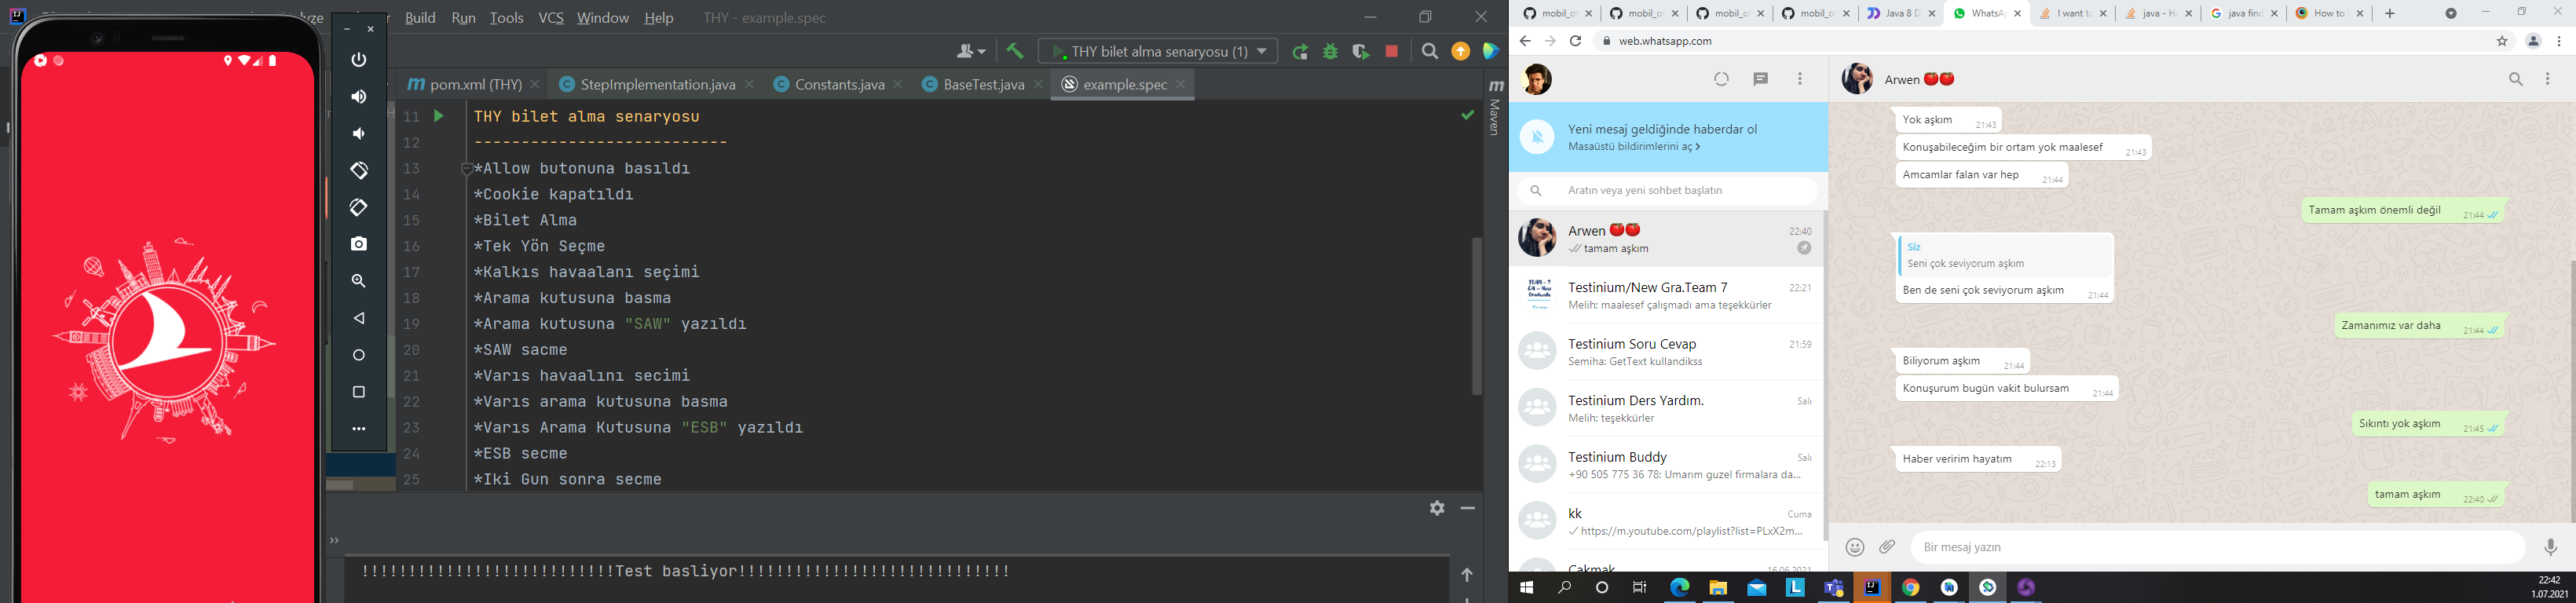 Build Run Tools VCS Window Help THY - example.spec
THY bilet alma senaryosu (1)
pom.xml (THY) StepImplementation.java Constants.java BaseTest.java example.spec
Maven
11 THY bilet alma senaryosu
12 ---------------------------
13 *Allow butonuna basıldı
14 *Cookie kapatıldı
15 *Bilet Alma
16 *Tek Yön Seçme
17 *Kalkıs havaalanı seçimi
18 *Arama kutusuna basma
19 *Arama kutusuna "SAW" yazıldı
20 *SAW sacme
21 *Varıs havaalını secimi
22 *Varıs arama kutusuna basma
23 *Varıs Arama Kutusuna "ESB" yazıldı
24 *ESB secme
25 *Iki Gun sonra secme
!!!!!!!!!!!!!!!!!!!!!!!!!!!Test basliyor!!!!!!!!!!!!!!!!!!!!!!!!!!!!!
mobil_o mobil_o mobil_o mobil_o Java 8 D WhatsA I want t java - H java find How to
web.whatsapp.com
Yeni mesaj geldiğinde haberdar ol
Masaüstü bildirimlerini aç >
Aratın veya yeni sohbet başlatın
Arwen 🍅🍅 22:40
tamam aşkım
Testinium/New Gra.Team 7 22:21
Melih: maalesef çalışmadı ama teşekkürler
Testinium Soru Cevap 21:59
Semiha: GetText kullandikss
Testinium Ders Yardım. Salı
Melih: teşekkürler
Testinium Buddy Salı
+90 505 775 36 78: Umarım guzel firmalara da...
kk Cuma
https://m.youtube.com/playlist?list=PLxX2m...
Çakmak 16.06.2021
Arwen 🍅🍅
Yok aşkım 21:43
Konuşabileceğim bir ortam yok maalesef 21:43
Amcamlar falan var hep 21:44
Tamam aşkım önemli değil 21:44
Siz
Seni çok seviyorum aşkım
Ben de seni çok seviyorum aşkım 21:44
Zamanımız var daha 21:44
Biliyorum aşkım 21:44
Konuşurum bugün vakit bulursam 21:44
Sıkıntı yok aşkım 21:45
Haber veririm hayatım 22:13
tamam aşkım 22:40
Bir mesaj yazın
22:42
1.07.2021